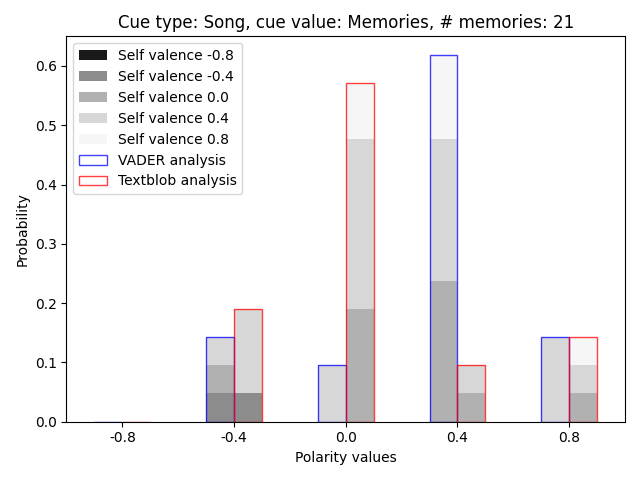 Cue type: Song, cue value: Memories, # memories: 21
Self valence -0.8
Self valence -0.4
Self valence 0.0
Self valence 0.4
Self valence 0.8
VADER analysis
Textblob analysis
Probability
0.6
0.5
0.4
0.3
0.2
0.1
0.0
-0.8 -0.4 0.0 0.4 0.8
Polarity values